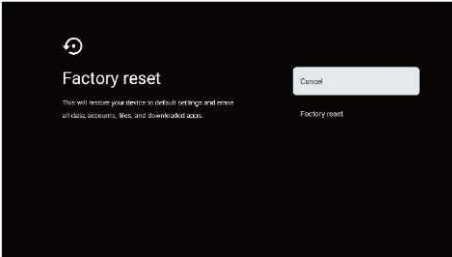 Factory reset
This will restore your device to default settings and erase
all data, accounts, files, and downloaded apps.
Cancel
Factory reset